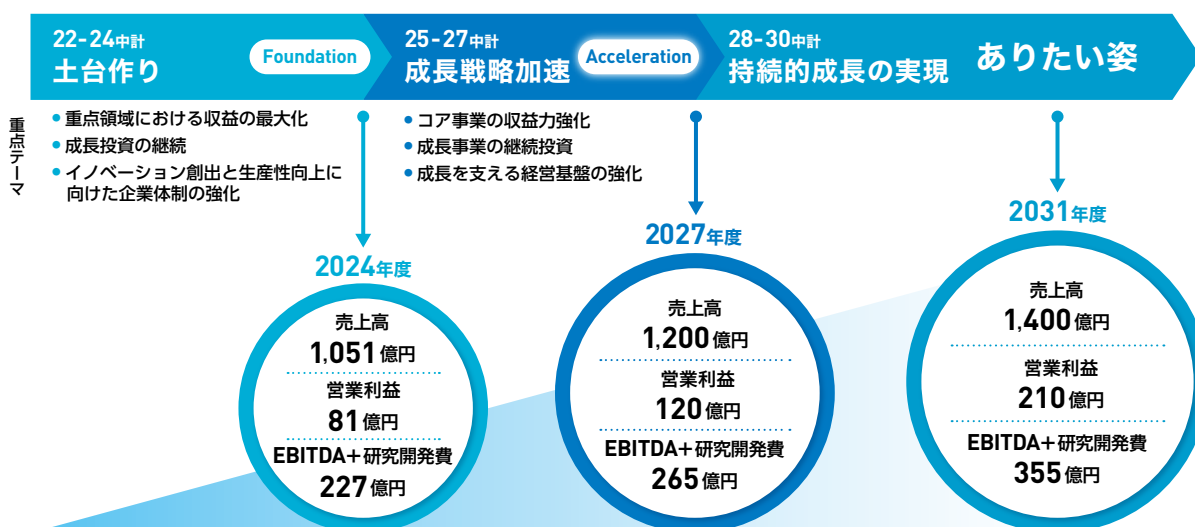 22-24中計
土台作り
Foundation
25-27中計
成長戦略加速
Acceleration
28-30中計
持続的成長の実現
ありたい姿
重点テーマ
• 重点領域における収益の最大化
• 成長投資の継続
• イノベーション創出と生産性向上に
向けた企業体制の強化
• コア事業の収益力強化
• 成長事業の継続投資
• 成長を支える経営基盤の強化
2024年度
売上高
1,051億円
営業利益
81億円
EBITDA+研究開発費
227億円
2027年度
売上高
1,200億円
営業利益
120億円
EBITDA+研究開発費
265億円
2031年度
売上高
1,400億円
営業利益
210億円
EBITDA+研究開発費
355億円